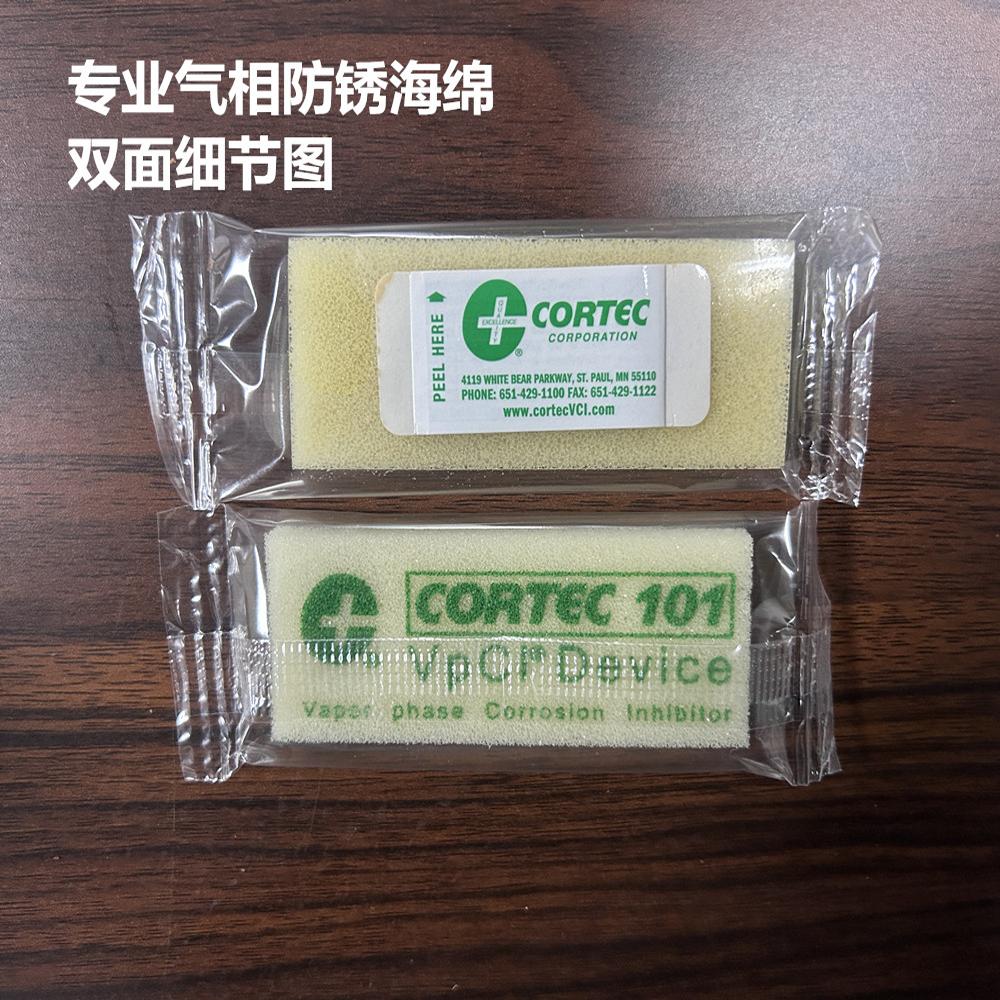 专业气相防锈海绵
双面细节图
PEEL HERE
QUALITY
EXCELLENCE
CORTEC
CORPORATION
®
4119 WHITE BEAR PARKWAY, ST. PAUL, MN 55110
PHONE: 651-429-1100 FAX: 651-429-1122
www.cortecVCI.com
CORTEC 101
VpCI® Device
Vapor phase Corrosion Inhibitor